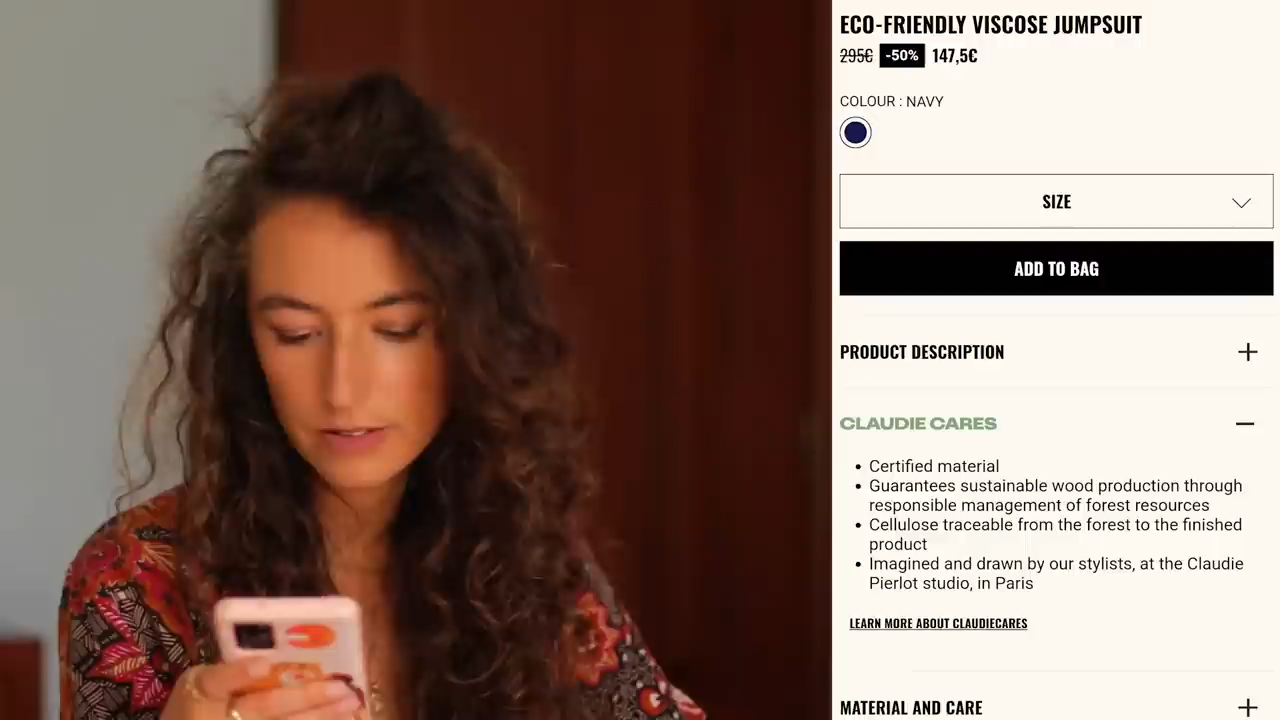 ECO-FRIENDLY VISCOSE JUMPSUIT
295€ -50% 147,5€
COLOUR : NAVY
SIZE
ADD TO BAG
PRODUCT DESCRIPTION
CLAUDIE CARES
• Certified material
• Guarantees sustainable wood production through
responsible management of forest resources
• Cellulose traceable from the forest to the finished
product
• Imagined and drawn by our stylists, at the Claudie
Pierlot studio, in Paris
LEARN MORE ABOUT CLAUDIECARES
MATERIAL AND CARE